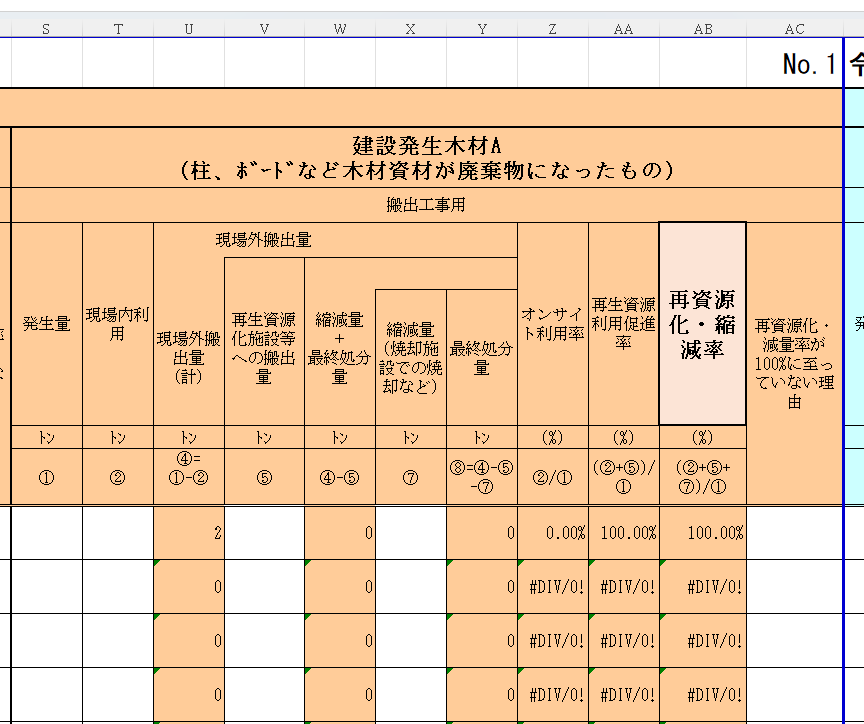 S T U V W X Y Z AA AB AC
No.1
建設発生木材A
(柱、ﾎﾞｰﾄﾞなど木材資材が廃棄物になったもの)
搬出工事用
現場外搬出量
発生量
現場内利
用
現場外搬
出量
(計)
再生資源
化施設等
への搬出
量
縮減量
+
最終処分
量
縮減量
(焼却施
設での焼
却など)
最終処分
量
オンサイ
ト利用率
再生資源
利用促進
率
再資源
化・縮
減率
再資源化・
減量率が
100%に至っ
ていない理
由
ﾄﾝ ﾄﾝ ﾄﾝ ﾄﾝ ﾄﾝ ﾄﾝ ﾄﾝ (%) (%) (%)
①
②
④=
①-②
⑤
④-⑤
⑦
⑧=④-⑤
-⑦
②/①
(②+⑤)/
①
(②+⑤+
⑦)/①
2 0 0 0.00% 100.00% 100.00%
0 0 0 #DIV/0! #DIV/0! #DIV/0!
0 0 0 #DIV/0! #DIV/0! #DIV/0!
0 0 0 #DIV/0! #DIV/0! #DIV/0!